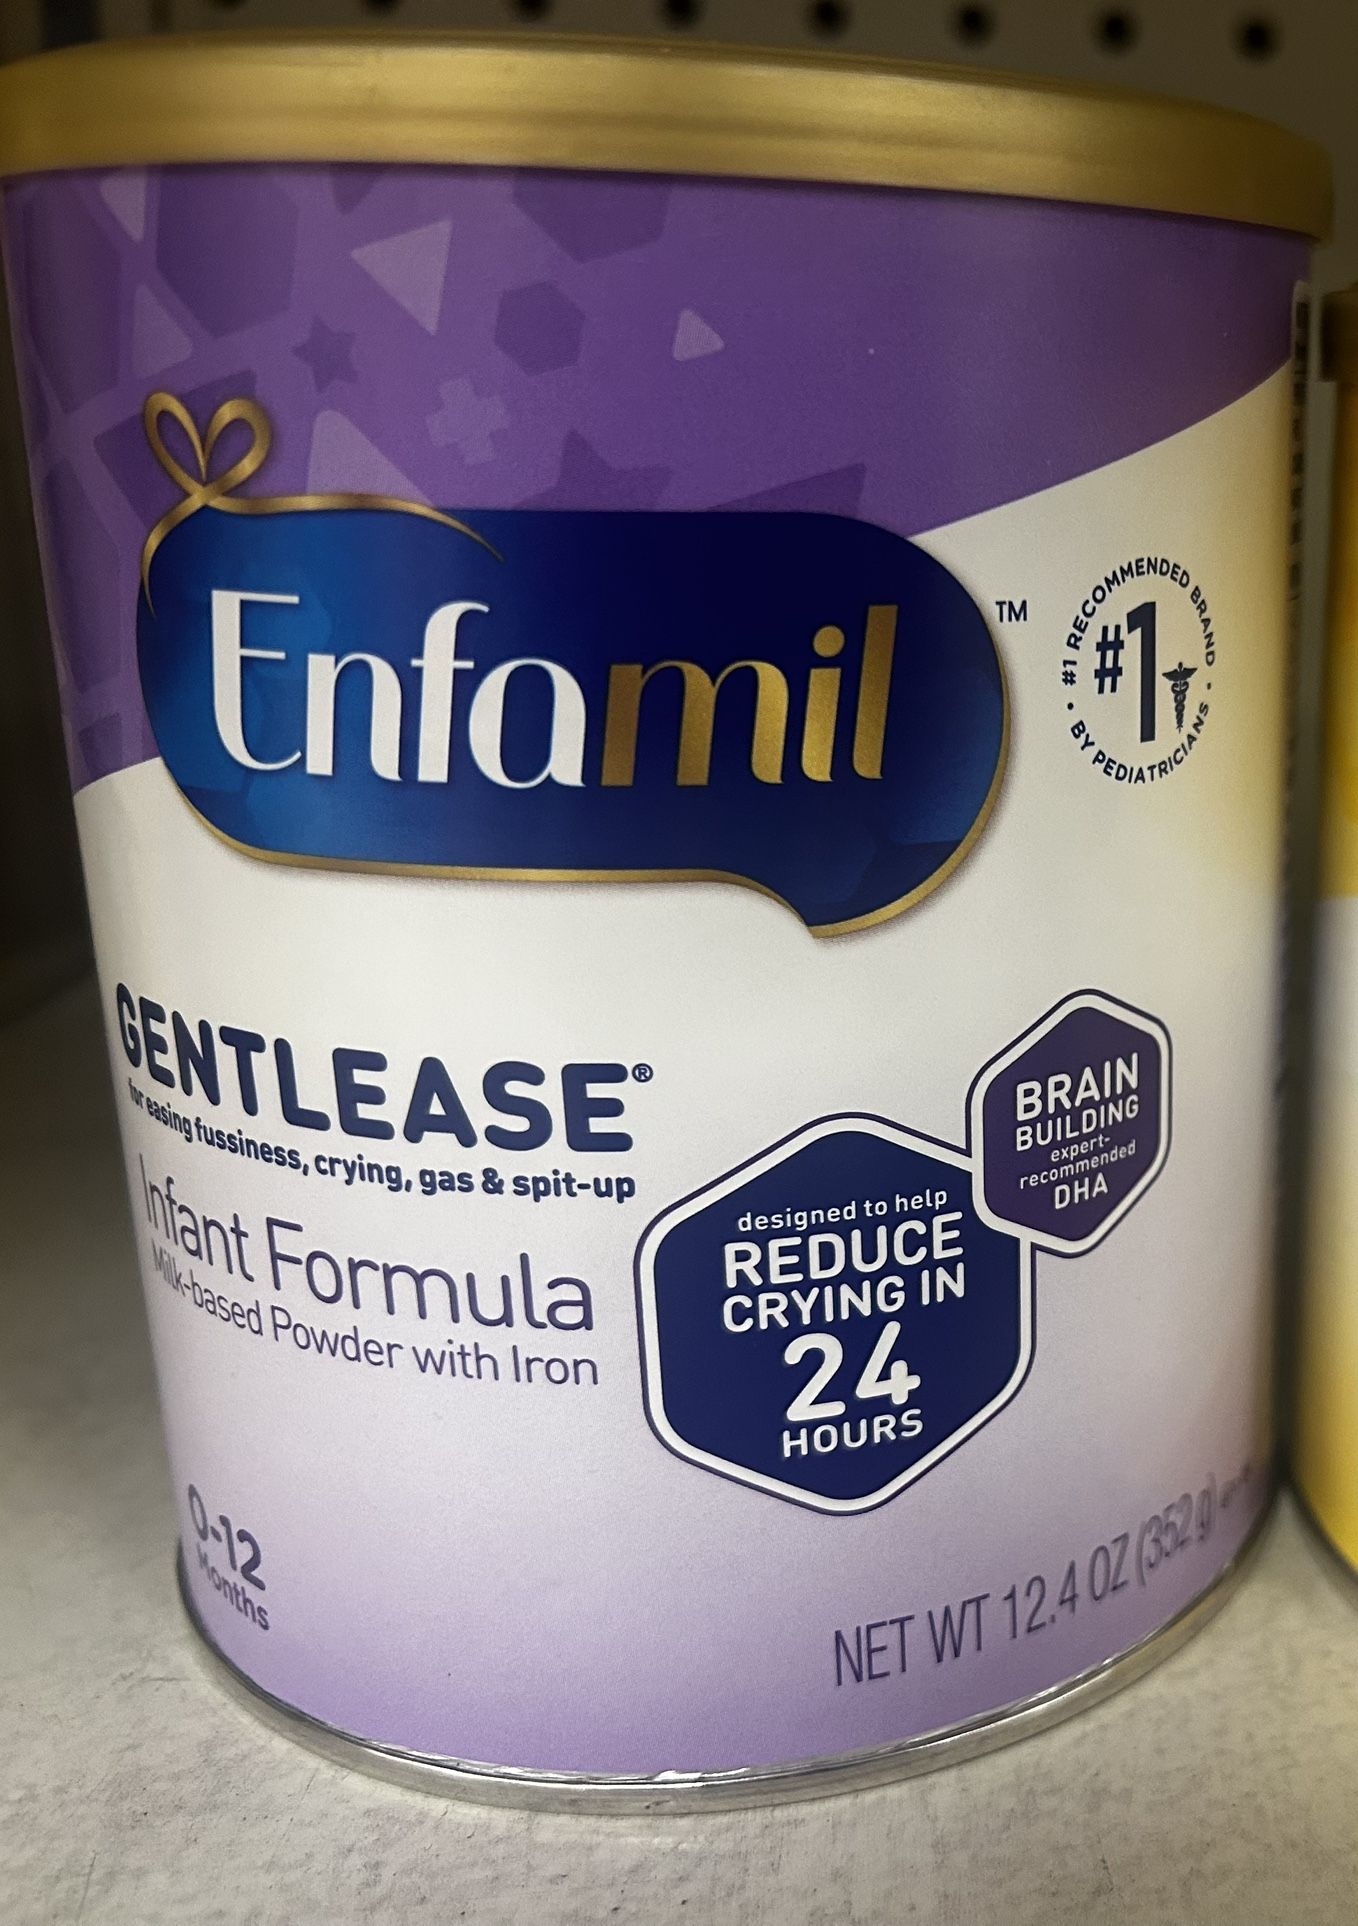 Enfamil™
#1 RECOMMENDED BRAND
#1
BY PEDIATRICIANS
GENTLEASE®
for easing fussiness, crying, gas & spit-up
Infant Formula
Milk-based Powder with Iron
BRAIN
BUILDING
expert-
recommended
DHA
designed to help
REDUCE
CRYING IN
24
HOURS
0-12
Months
NET WT 12.4 OZ (352 g)